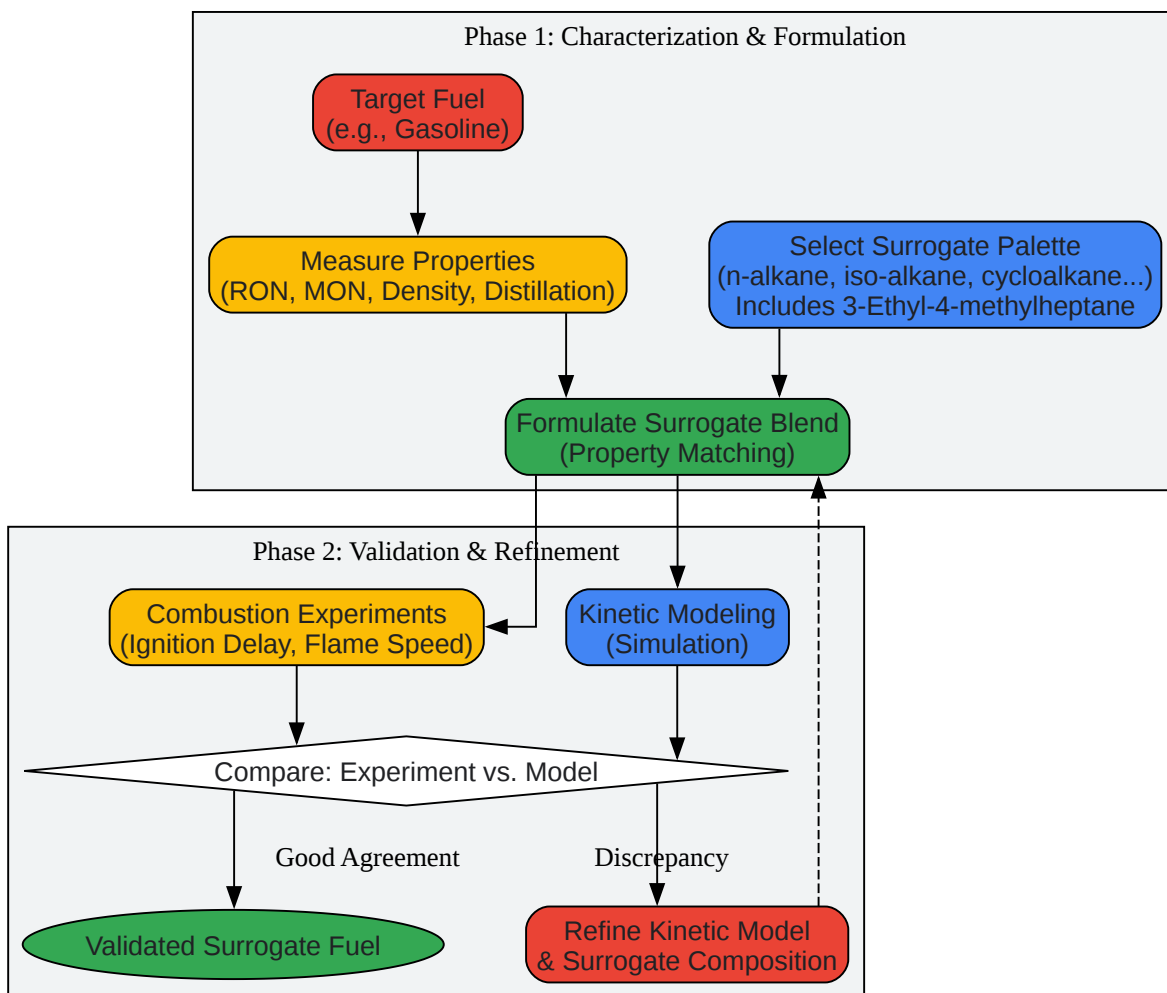 Phase 1: Characterization & Formulation
Target Fuel
(e.g., Gasoline)
Measure Properties
(RON, MON, Density, Distillation)
Select Surrogate Palette
(n-alkane, iso-alkane, cycloalkane...)
Includes 3-Ethyl-4-methylheptane
Formulate Surrogate Blend
(Property Matching)
Phase 2: Validation & Refinement
Combustion Experiments
(Ignition Delay, Flame Speed)
Kinetic Modeling
(Simulation)
Compare: Experiment vs. Model
Good Agreement
Discrepancy
Validated Surrogate Fuel
Refine Kinetic Model
& Surrogate Composition